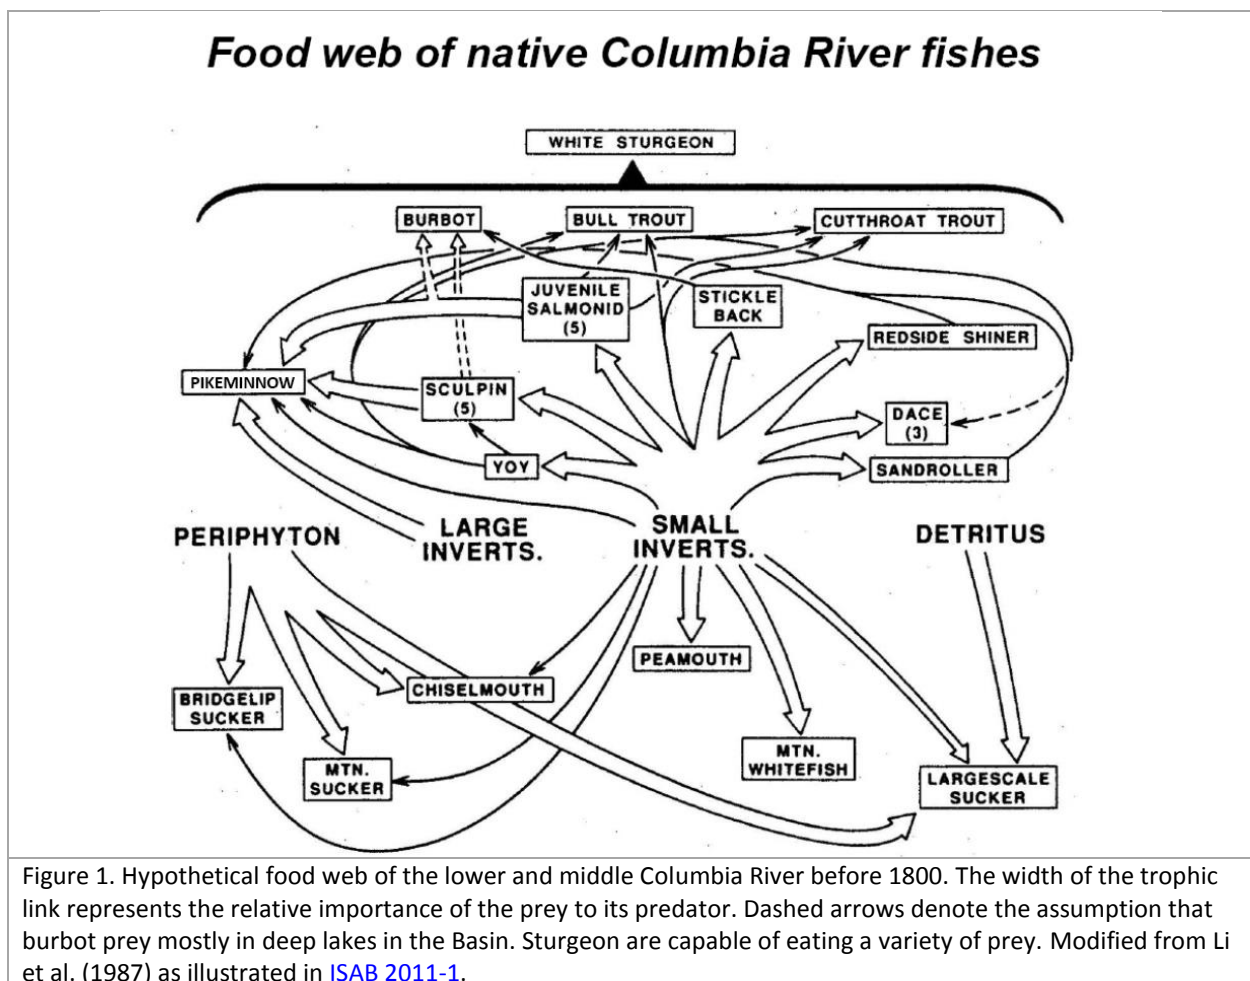 Food web of native Columbia River fishes
WHITE STURGEON
BURBOT
BULL TROUT
CUTTHROAT TROUT
JUVENILE
SALMONID
(5)
STICKLE
BACK
REDSIDE SHINER
PIKEMINNOW
SCULPIN
(5)
DACE
(3)
YOY
SANDROLLER
PERIPHYTON
LARGE
INVERTS.
SMALL
INVERTS.
DETRITUS
PEAMOUTH
CHISELMOUTH
BRIDGELIP
SUCKER
MTN.
SUCKER
MTN.
WHITEFISH
LARGESCALE
SUCKER
Figure 1. Hypothetical food web of the lower and middle Columbia River before 1800. The width of the trophic
link represents the relative importance of the prey to its predator. Dashed arrows denote the assumption that
burbot prey mostly in deep lakes in the Basin. Sturgeon are capable of eating a variety of prey. Modified from Li
et al. (1987) as illustrated in ISAB 2011-1.